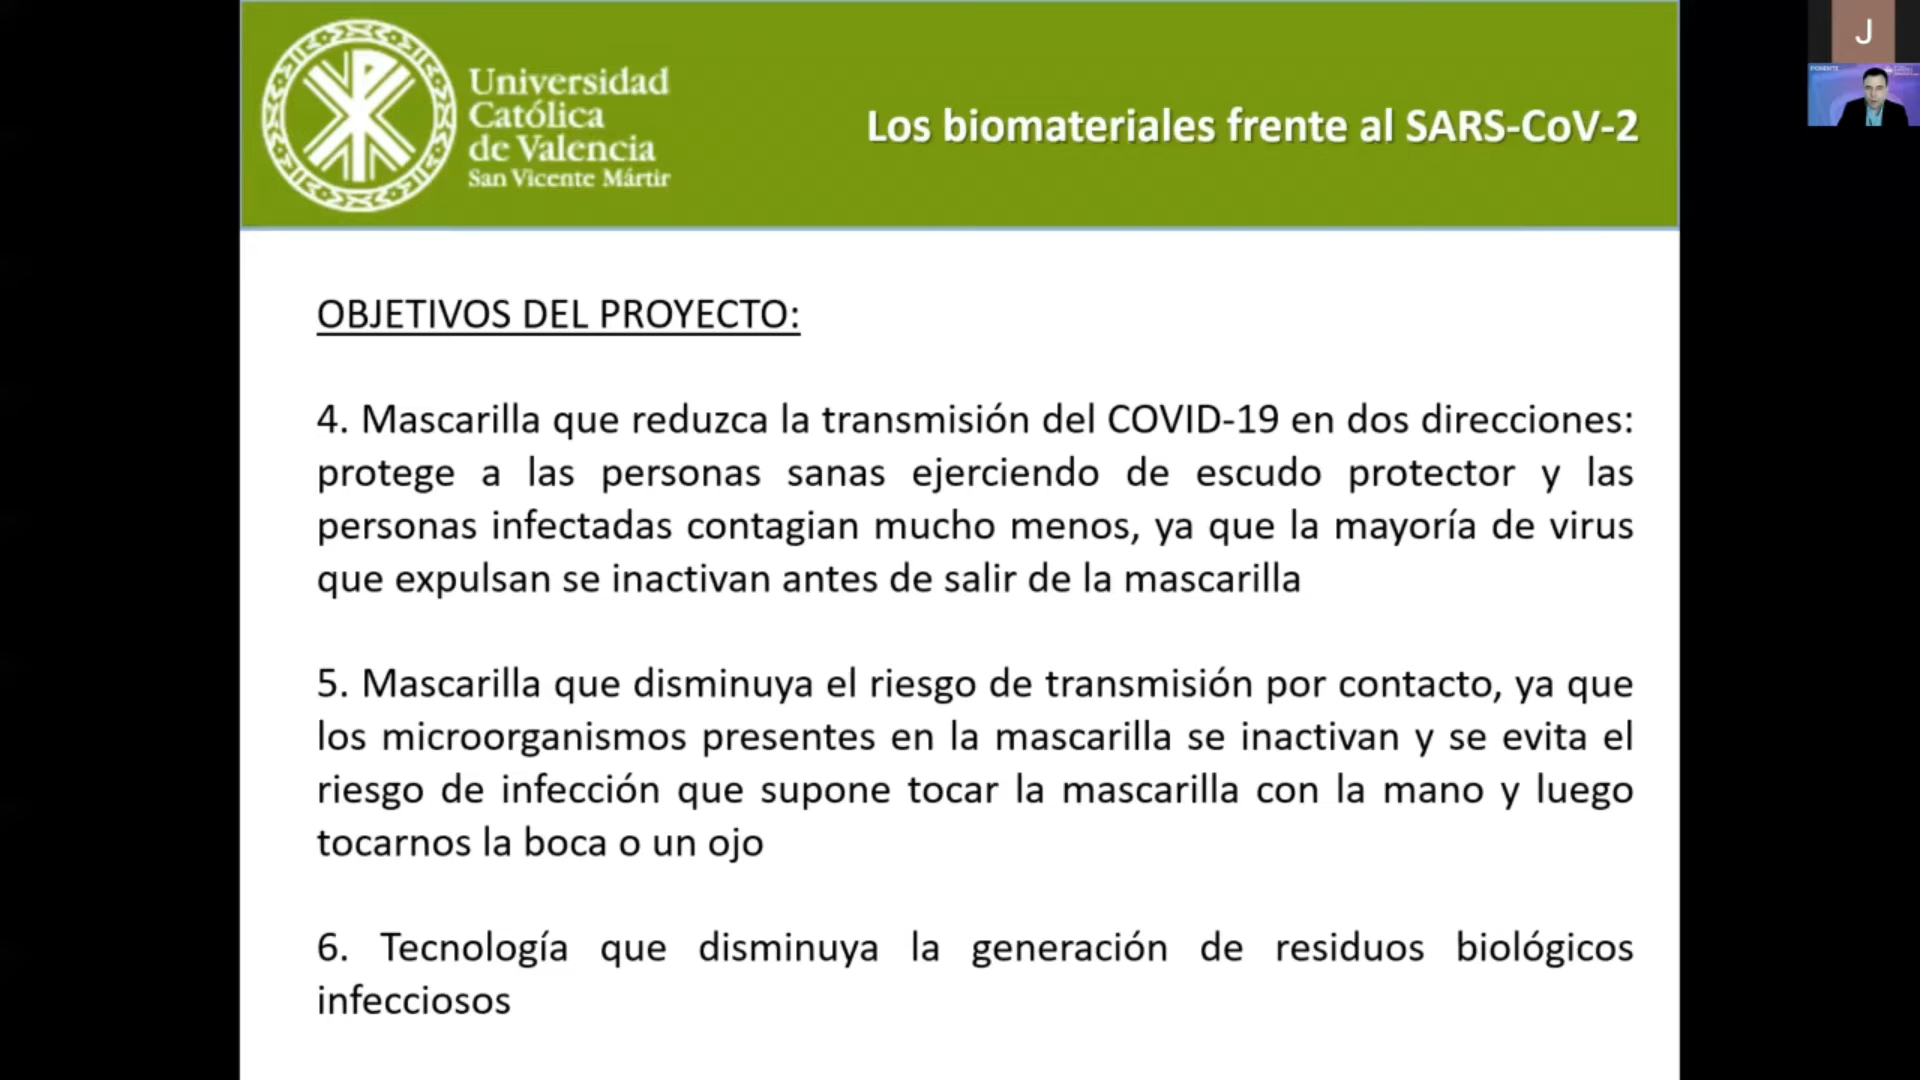 Universidad
Católica
de Valencia
San Vicente Mártir
Los biomateriales frente al SARS-CoV-2
J
PONENTE
OBJETIVOS DEL PROYECTO:
4. Mascarilla que reduzca la transmisión del COVID-19 en dos direcciones:
protege a las personas sanas ejerciendo de escudo protector y las
personas infectadas contagian mucho menos, ya que la mayoría de virus
que expulsan se inactivan antes de salir de la mascarilla
5. Mascarilla que disminuya el riesgo de transmisión por contacto, ya que
los microorganismos presentes en la mascarilla se inactivan y se evita el
riesgo de infección que supone tocar la mascarilla con la mano y luego
tocarnos la boca o un ojo
6. Tecnología que disminuya la generación de residuos biológicos
infecciosos